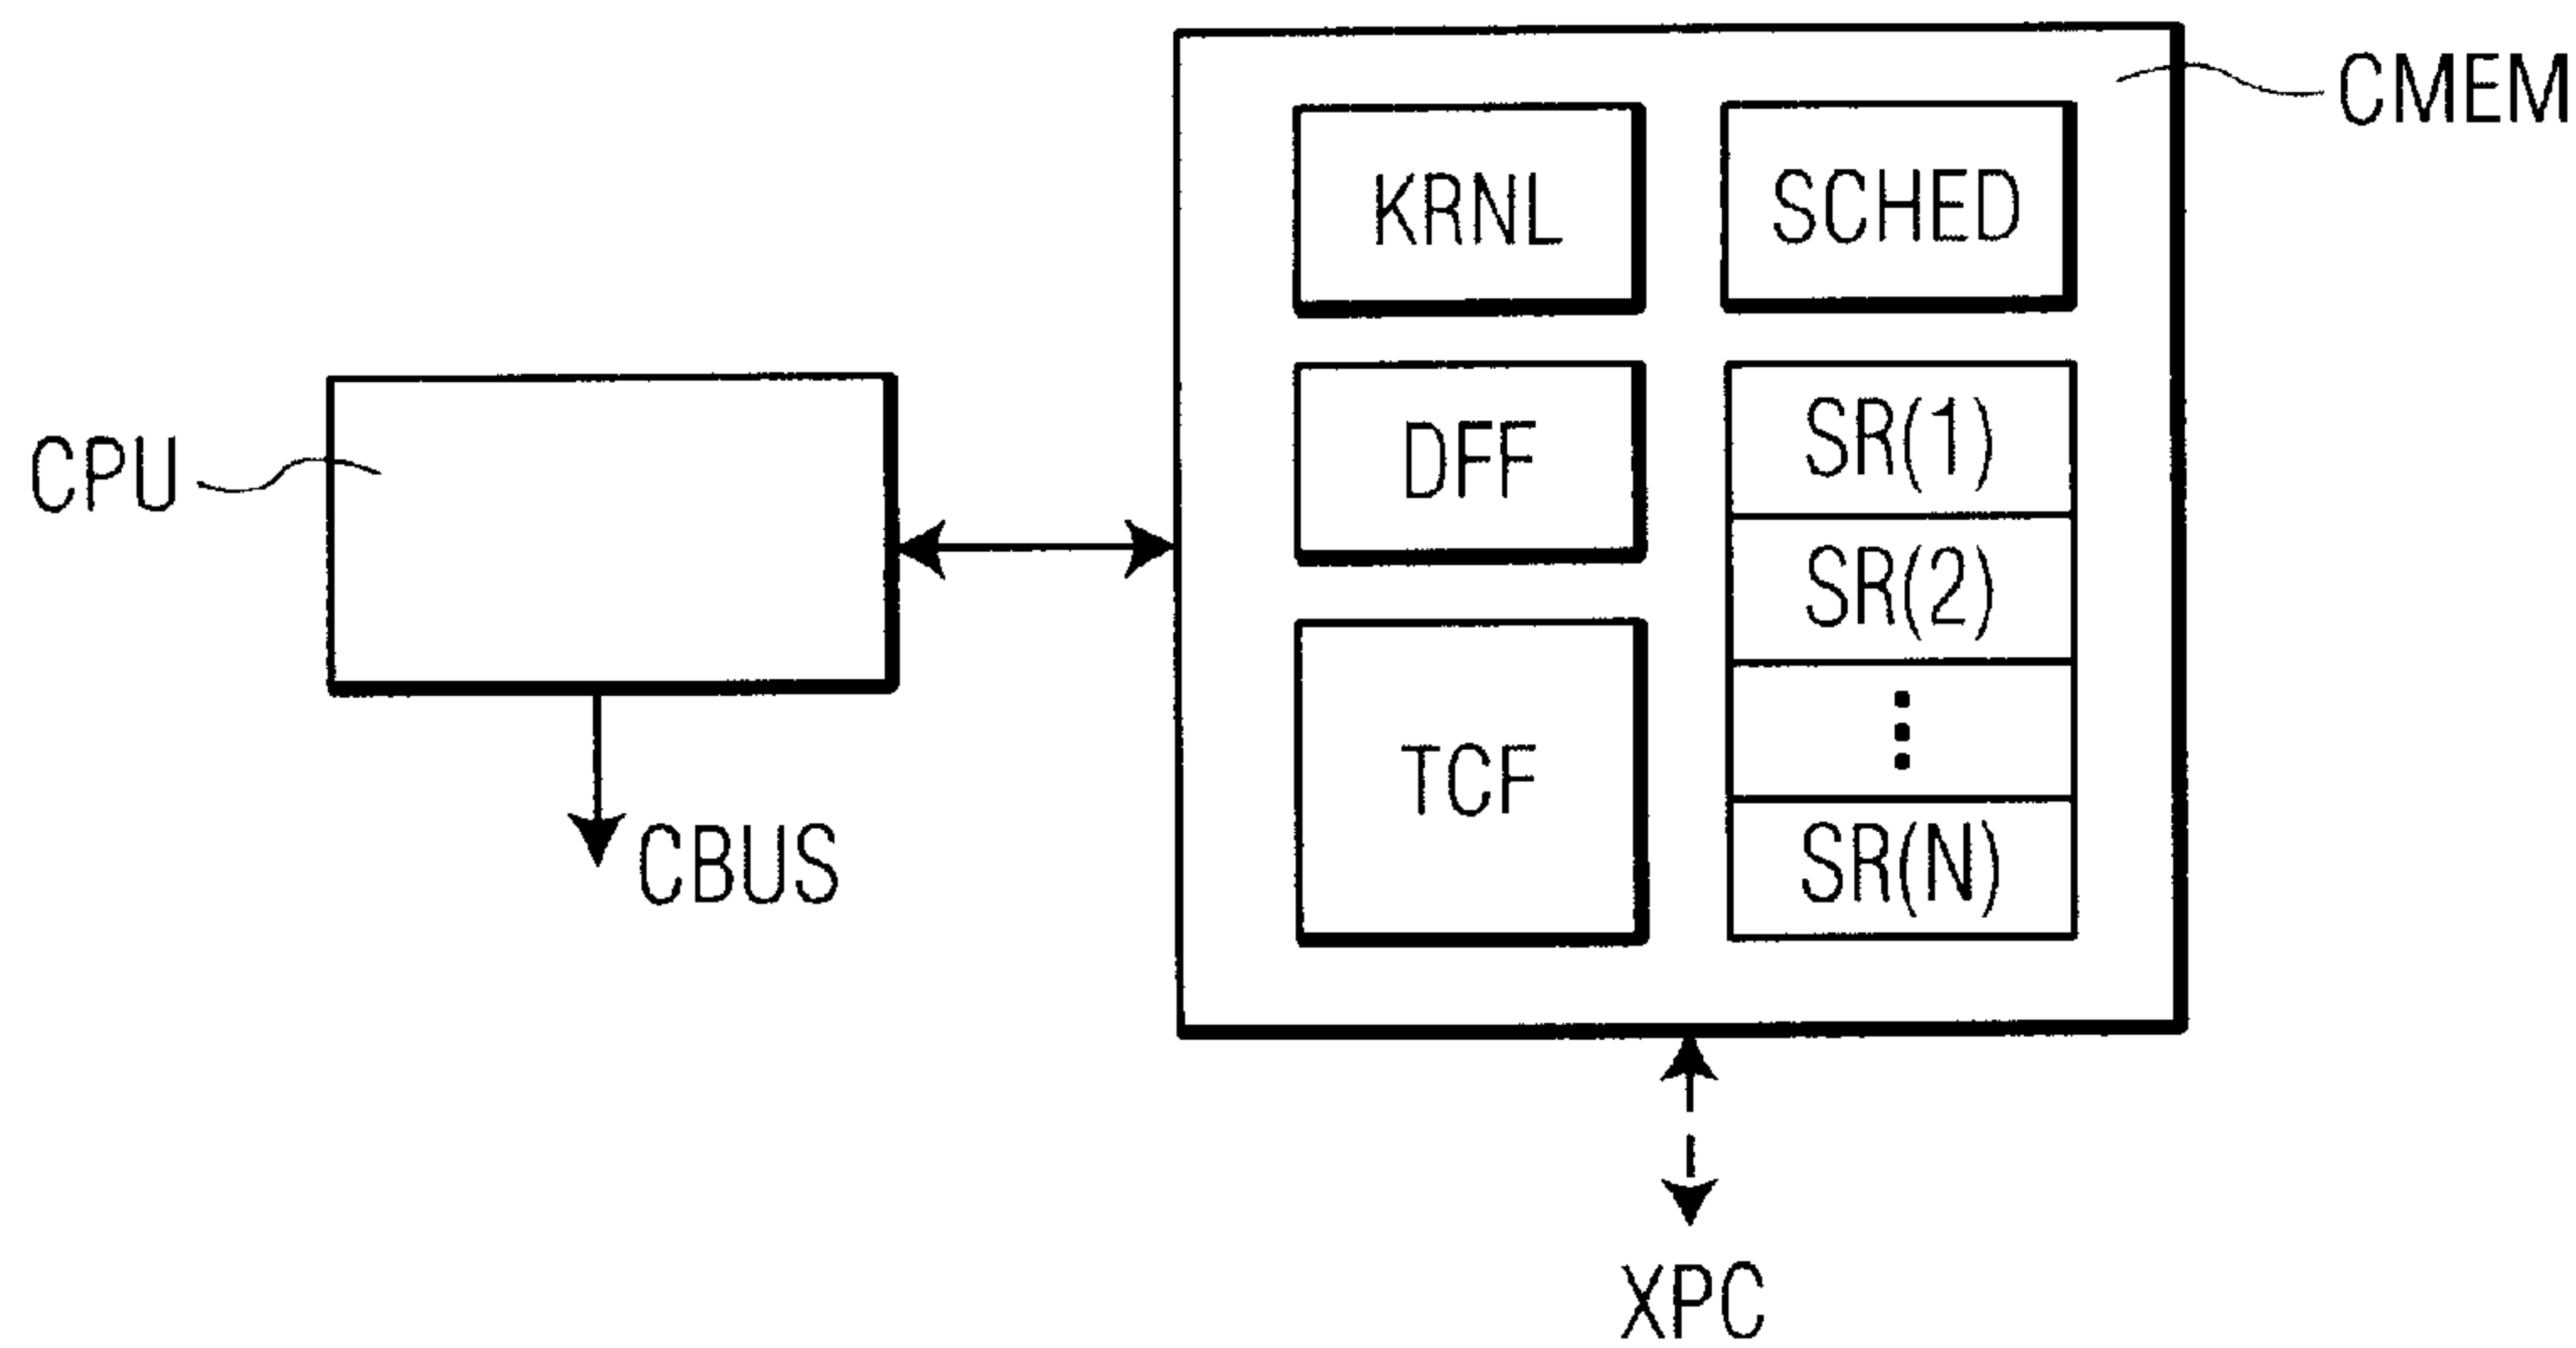 CMEM
KRNL
SCHED
CPU
DFF
SR(1)
SR(2)
TCF
SR(N)
CBUS
XPC